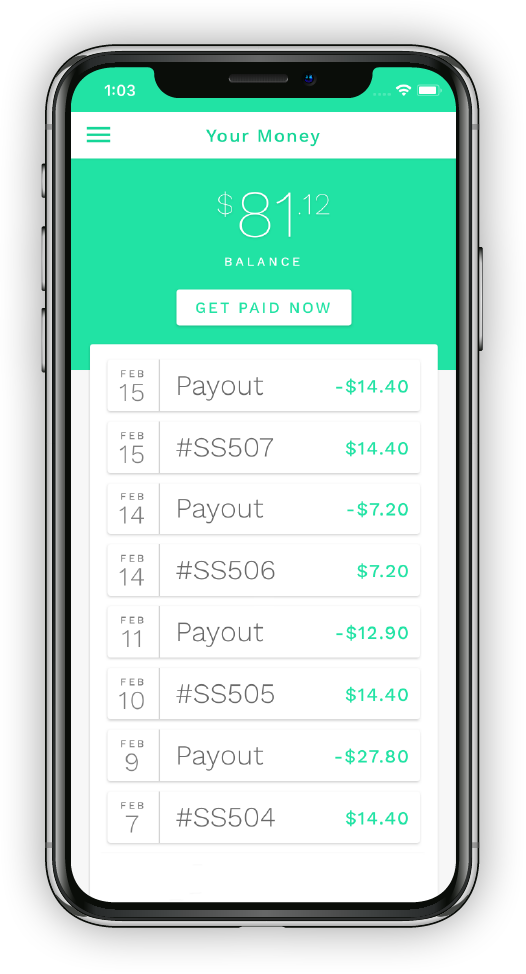 1:03
Your Money
$81.12
BALANCE
GET PAID NOW
FEB 15 Payout -$14.40
FEB 15 #SS507 $14.40
FEB 14 Payout -$7.20
FEB 14 #SS506 $7.20
FEB 11 Payout -$12.90
FEB 10 #SS505 $14.40
FEB 9 Payout -$27.80
FEB 7 #SS504 $14.40